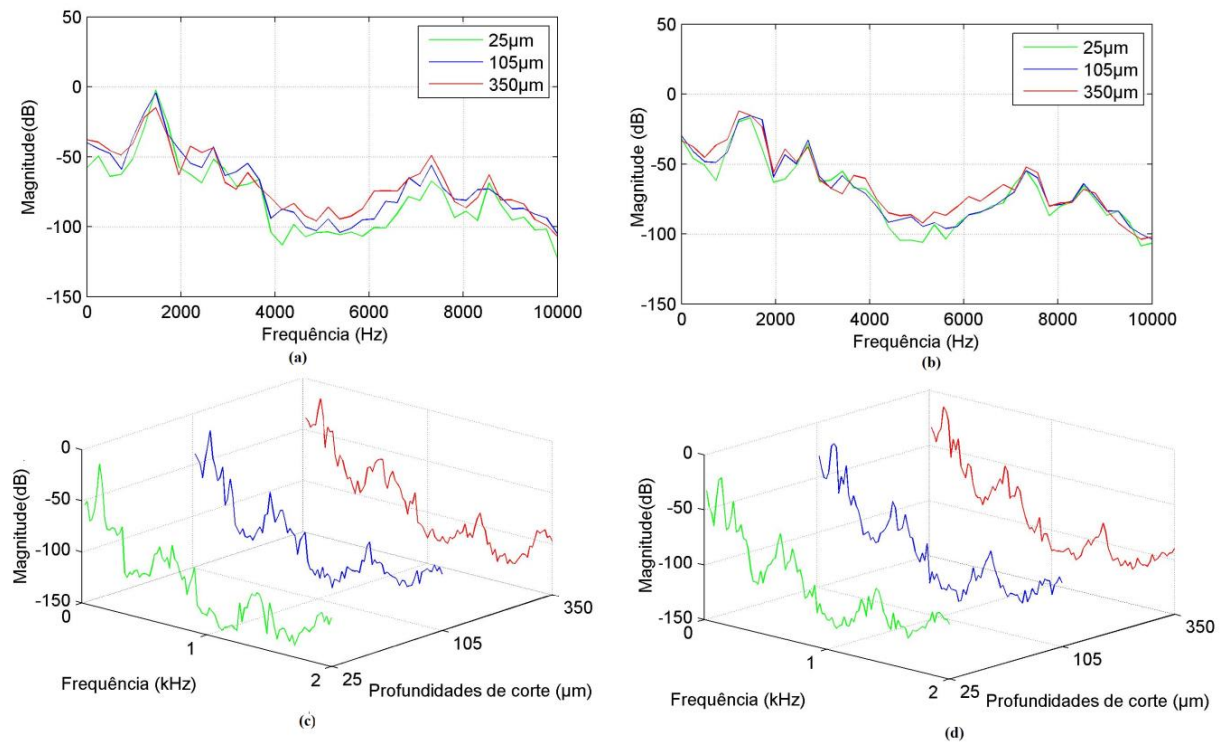 50
0
-50
-100
-150
Magnitude(dB)
0 2000 4000 6000 8000 10000
Frequência (Hz)
25µm
105µm
350µm
(a)
50
0
-50
-100
-150
Magnitude (dB)
0 2000 4000 6000 8000 10000
Frequência (Hz)
25µm
105µm
350µm
(b)
0
-50
-100
-150
Magnitude(dB)
0
1
2
Frequência (kHz)
25
105
350
Profundidades de corte (µm)
(c)
0
-50
-100
-150
Magnitude(dB)
0
1
2
Frequência (kHz)
25
105
350
Profundidades de corte (µm)
(d)